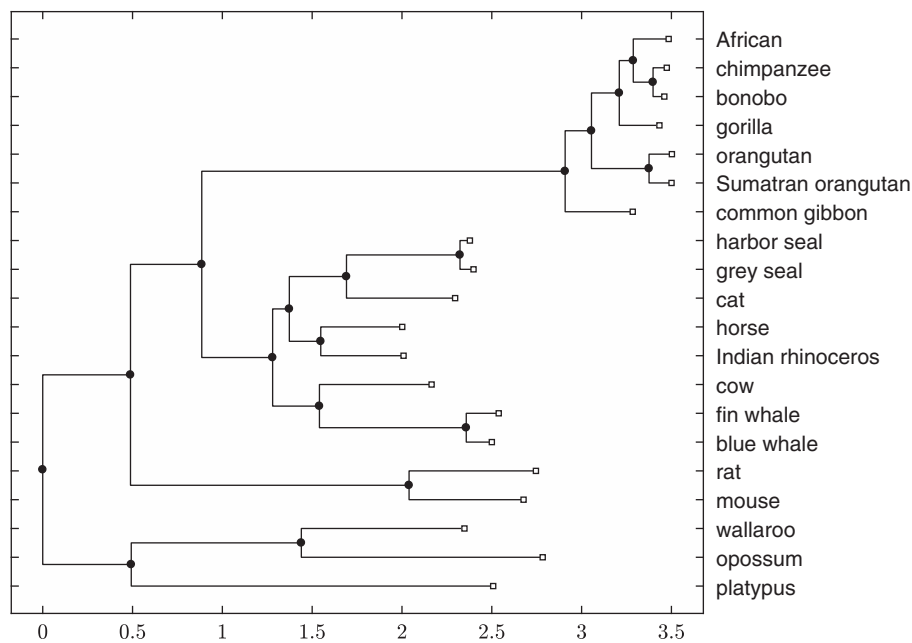 African
chimpanzee
bonobo
gorilla
orangutan
Sumatran orangutan
common gibbon
harbor seal
grey seal
cat
horse
Indian rhinoceros
cow
fin whale
blue whale
rat
mouse
wallaroo
opossum
platypus
0 0.5 1 1.5 2 2.5 3 3.5